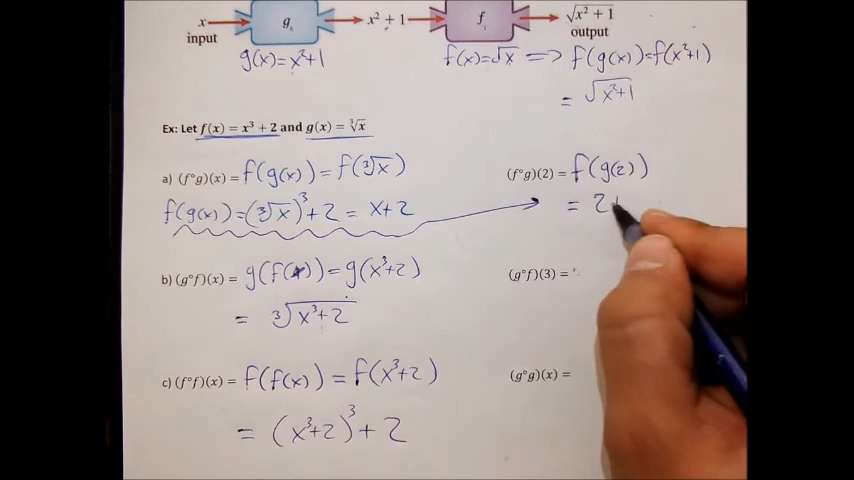 x → g → x² + 1 → f → √(x² + 1)
input output
g(x) = x²+1 f(x) = √x ⟹ f(g(x)) = f(x²+1)
= √(x²+1)
Ex: Let f(x) = x³ + 2 and g(x) = ∛x
a) (f°g)(x) = f(g(x)) = f(∛x) (f°g)(2) = f(g(2))
f(g(x)) = (∛x)³ + 2 = x+2 = 2+
b) (g°f)(x) = g(f(x)) = g(x³+2) (g°f)(3) =
= ∛(x³+2)
c) (f°f)(x) = f(f(x)) = f(x³+2) (g°g)(x) =
= (x³+2)³ + 2